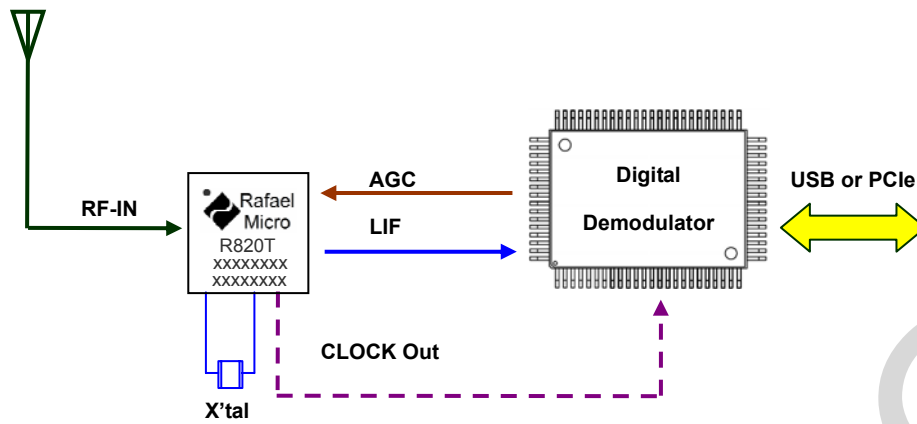 RF-IN
Rafael
Micro
R820T
XXXXXXXX
XXXXXXXX
AGC
LIF
Digital
Demodulator
USB or PCIe
CLOCK Out
X'tal